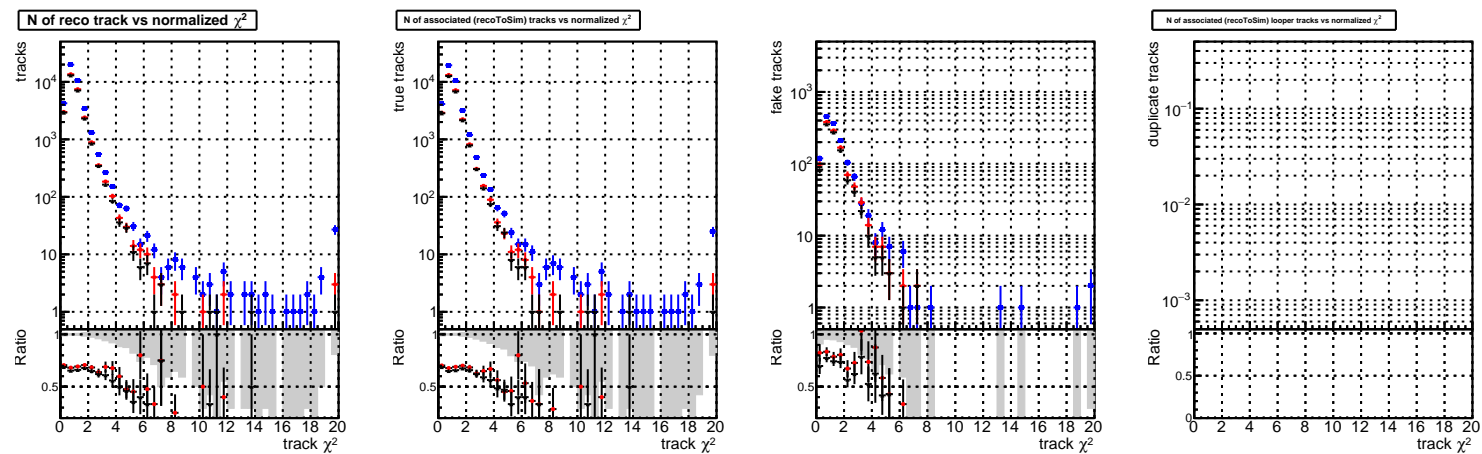 N of reco track vs normalized χ²
tracks
10⁴
10³
10²
10
1
Ratio
1
0.5
0 2 4 6 8 10 12 14 16 18 20
track χ²
N of associated (recoToSim) tracks vs normalized χ²
true tracks
10⁴
10³
10²
10
1
Ratio
1
0.5
0 2 4 6 8 10 12 14 16 18 20
track χ²
fake tracks
10³
10²
10
1
Ratio
1
0.5
0 2 4 6 8 10 12 14 16 18 20
track χ²
N of associated (recoToSim) looper tracks vs normalized χ²
duplicate tracks
10⁻¹
10⁻²
10⁻³
Ratio
1
0.5
0
0 2 4 6 8 10 12 14 16 18 20
track χ²